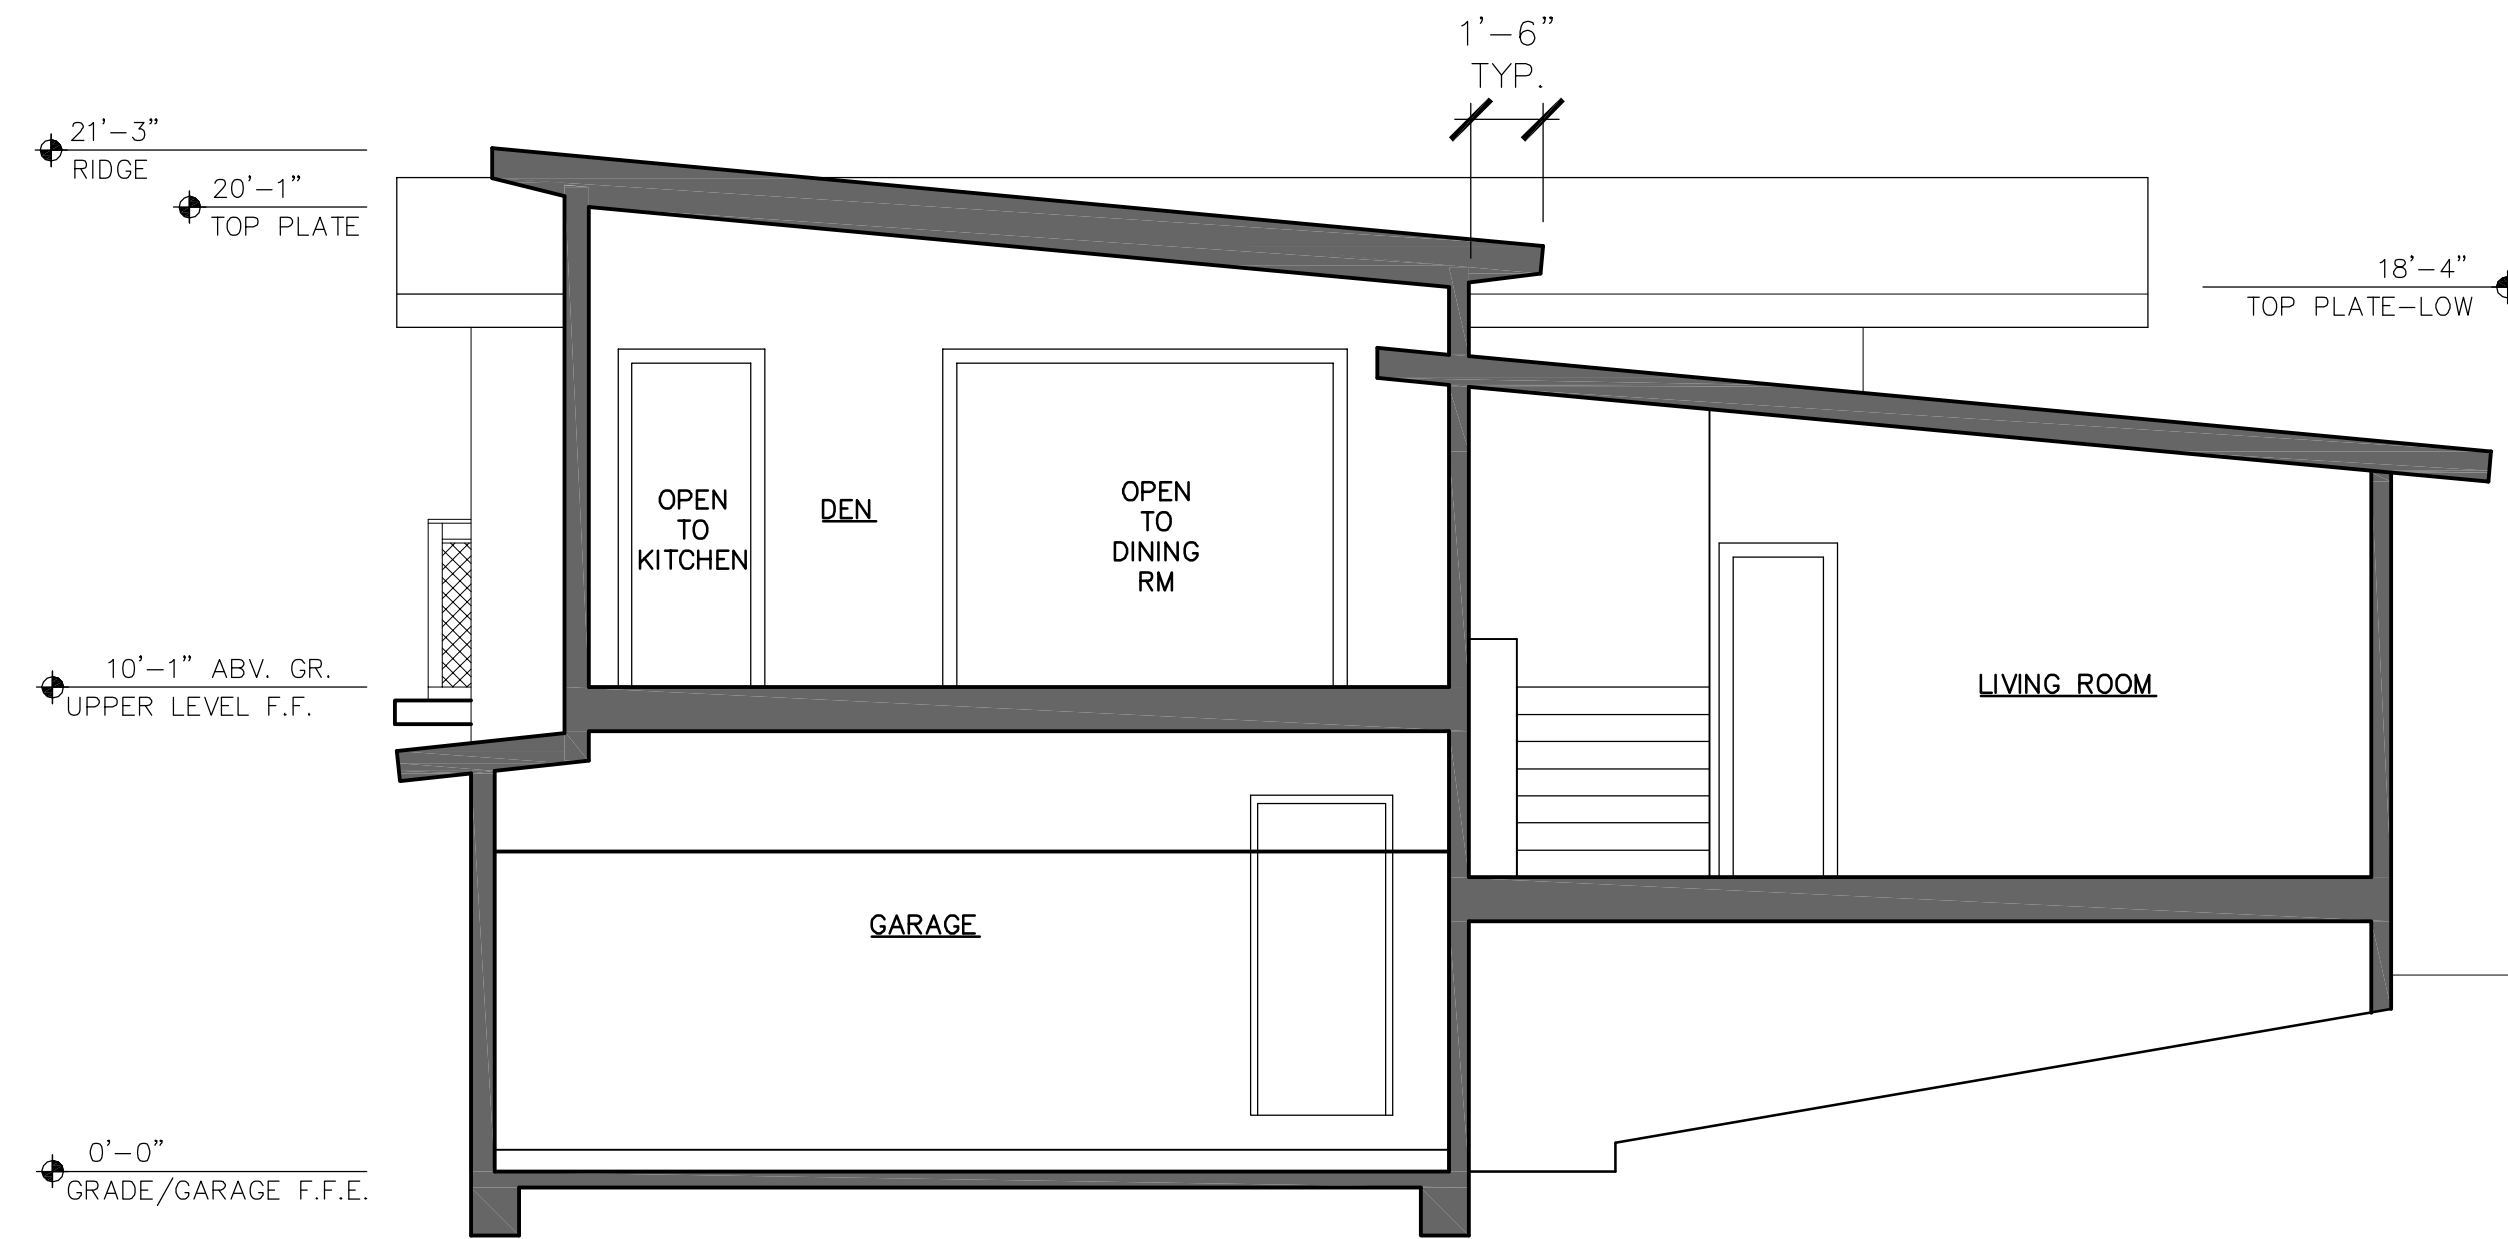 1'-6"
TYP.
21'-3"
RIDGE
20'-1"
TOP PLATE
18'-4"
TOP PLATE-LOW
OPEN
TO
KITCHEN
DEN
OPEN
TO
DINING
RM
10'-1" ABV. GR.
UPPER LEVEL F.F.
LIVING ROOM
GARAGE
0'-0"
GRADE/GARAGE F.F.E.